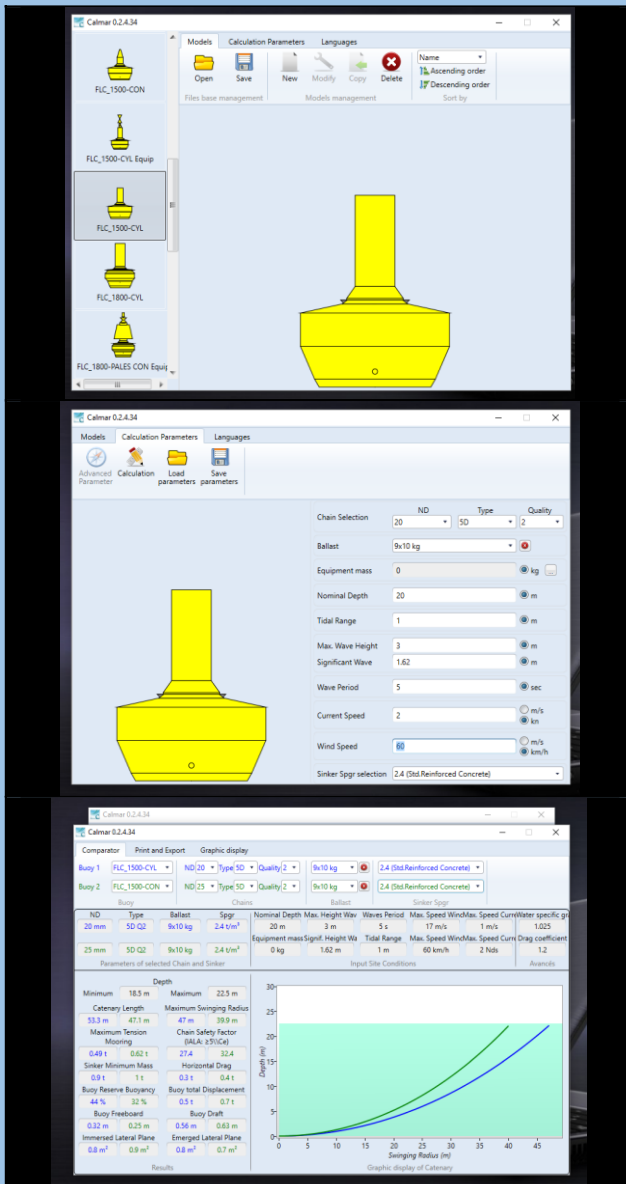 Calmar 0.2.4.34
Models Calculation Parameters Languages
Open Save New Modify Copy Delete
Name
Ascending order
Descending order
Files base management Models management Sort by
FLC_1500-CON
FLC_1500-CYL Equip
FLC_1500-CYL
FLC_1800-CYL
FLC_1800-PALES CON Equip
Calmar 0.2.4.34
Models Calculation Parameters Languages
Advanced Parameter Calculation Load parameters Save parameters
ND Type Quality
Chain Selection 20 5D 2
Ballast 9x10 kg
Equipment mass 0 kg ...
Nominal Depth 20 m
Tidal Range 1 m
Max. Wave Height 3 m
Significant Wave 1.62 m
Wave Period 5 sec
Current Speed 2 m/s
kn
Wind Speed 60 m/s
km/h
Sinker Spgr selection 2.4 (Std.Reinforced Concrete)
Calmar 0.2.4.34
Calmar 0.2.4.34
Comparator Print and Export Graphic display
Buoy 1 FLC_1500-CYL ND 20 Type 5D Quality 2 9x10 kg 2.4 (Std.Reinforced Concrete)
Buoy 2 FLC_1500-CON ND 25 Type 5D Quality 2 9x10 kg 2.4 (Std.Reinforced Concrete)
Buoy Chains Ballast Sinker Spgr
ND Type Ballast Spgr Nominal Depth Max. Height Wav Waves Period Max. Speed Wind Max. Speed Curre Water specific gra
20 mm 5D Q2 9x10 kg 2.4 t/m³ 20 m 3 m 5 s 17 m/s 1 m/s 1.025
Equipment mass Signif. Height Wa Tidal Range Max. Speed Wind Max. Speed Curre Drag coefficient
25 mm 5D Q2 9x10 kg 2.4 t/m³ 0 kg 1.62 m 1 m 60 km/h 2 Nds 1.2
Parameters of selected Chain and Sinker Input Site Conditions Avancés
Depth
Minimum 18.5 m Maximum 22.5 m
Catenary Length Maximum Swinging Radius
53.3 m 47.1 m 47 m 39.9 m
Maximum Tension Mooring Chain Safety Factor (IALA: ≥5\\Ce)
0.49 t 0.62 t 27.4 32.4
Sinker Minimum Mass Horizontal Drag
0.9 t 1 t 0.3 t 0.4 t
Buoy Reserve Buoyancy Buoy total Displacement
44 % 32 % 0.5 t 0.7 t
Buoy Freeboard Buoy Draft
0.32 m 0.25 m 0.56 m 0.63 m
Immersed Lateral Plane Emerged Lateral Plane
0.8 m² 0.9 m² 0.8 m² 0.7 m²
Results
Depth (m)
30
25
20
15
10
5
0
0 5 10 15 20 25 30 35 40 45
Swinging Radius (m)
Graphic display of Catenary